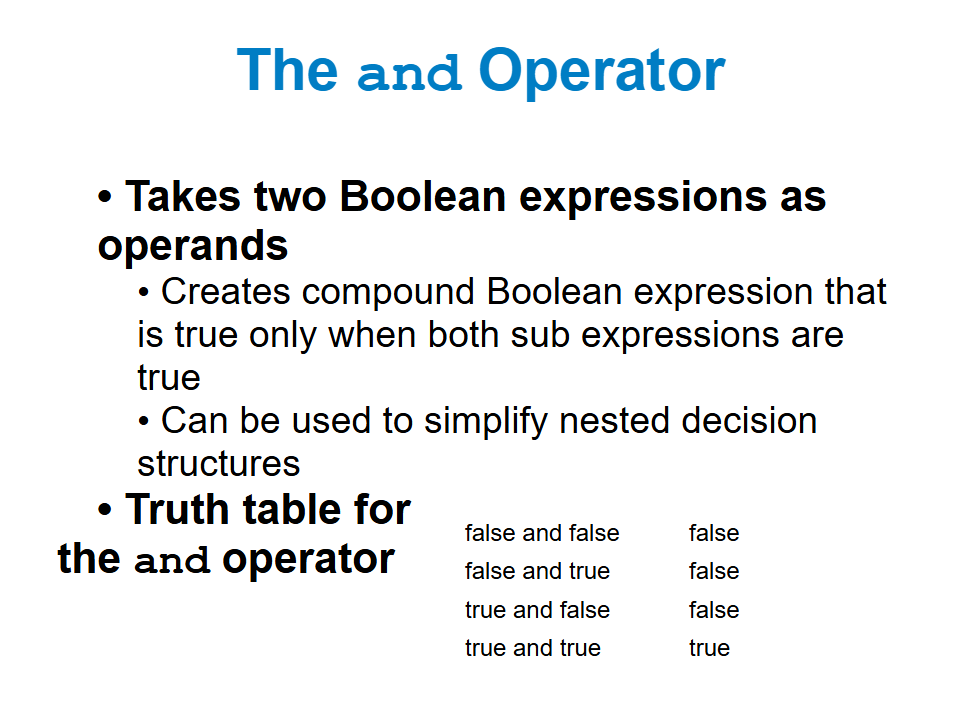 The and Operator
• Takes two Boolean expressions as
operands
• Creates compound Boolean expression that
is true only when both sub expressions are
true
• Can be used to simplify nested decision
structures
• Truth table for
the and operator
false and false false
false and true false
true and false false
true and true true